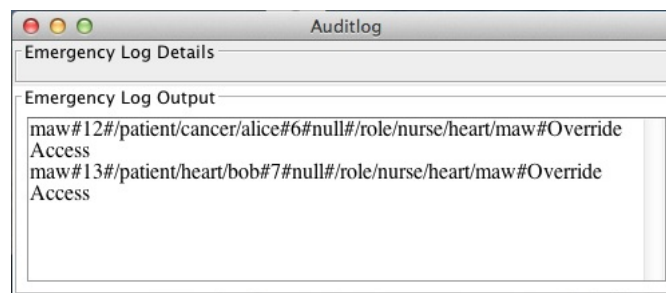 Auditlog
Emergency Log Details
Emergency Log Output
maw#12#/patient/cancer/alice#6#null#/role/nurse/heart/maw#Override
Access
maw#13#/patient/heart/bob#7#null#/role/nurse/heart/maw#Override
Access